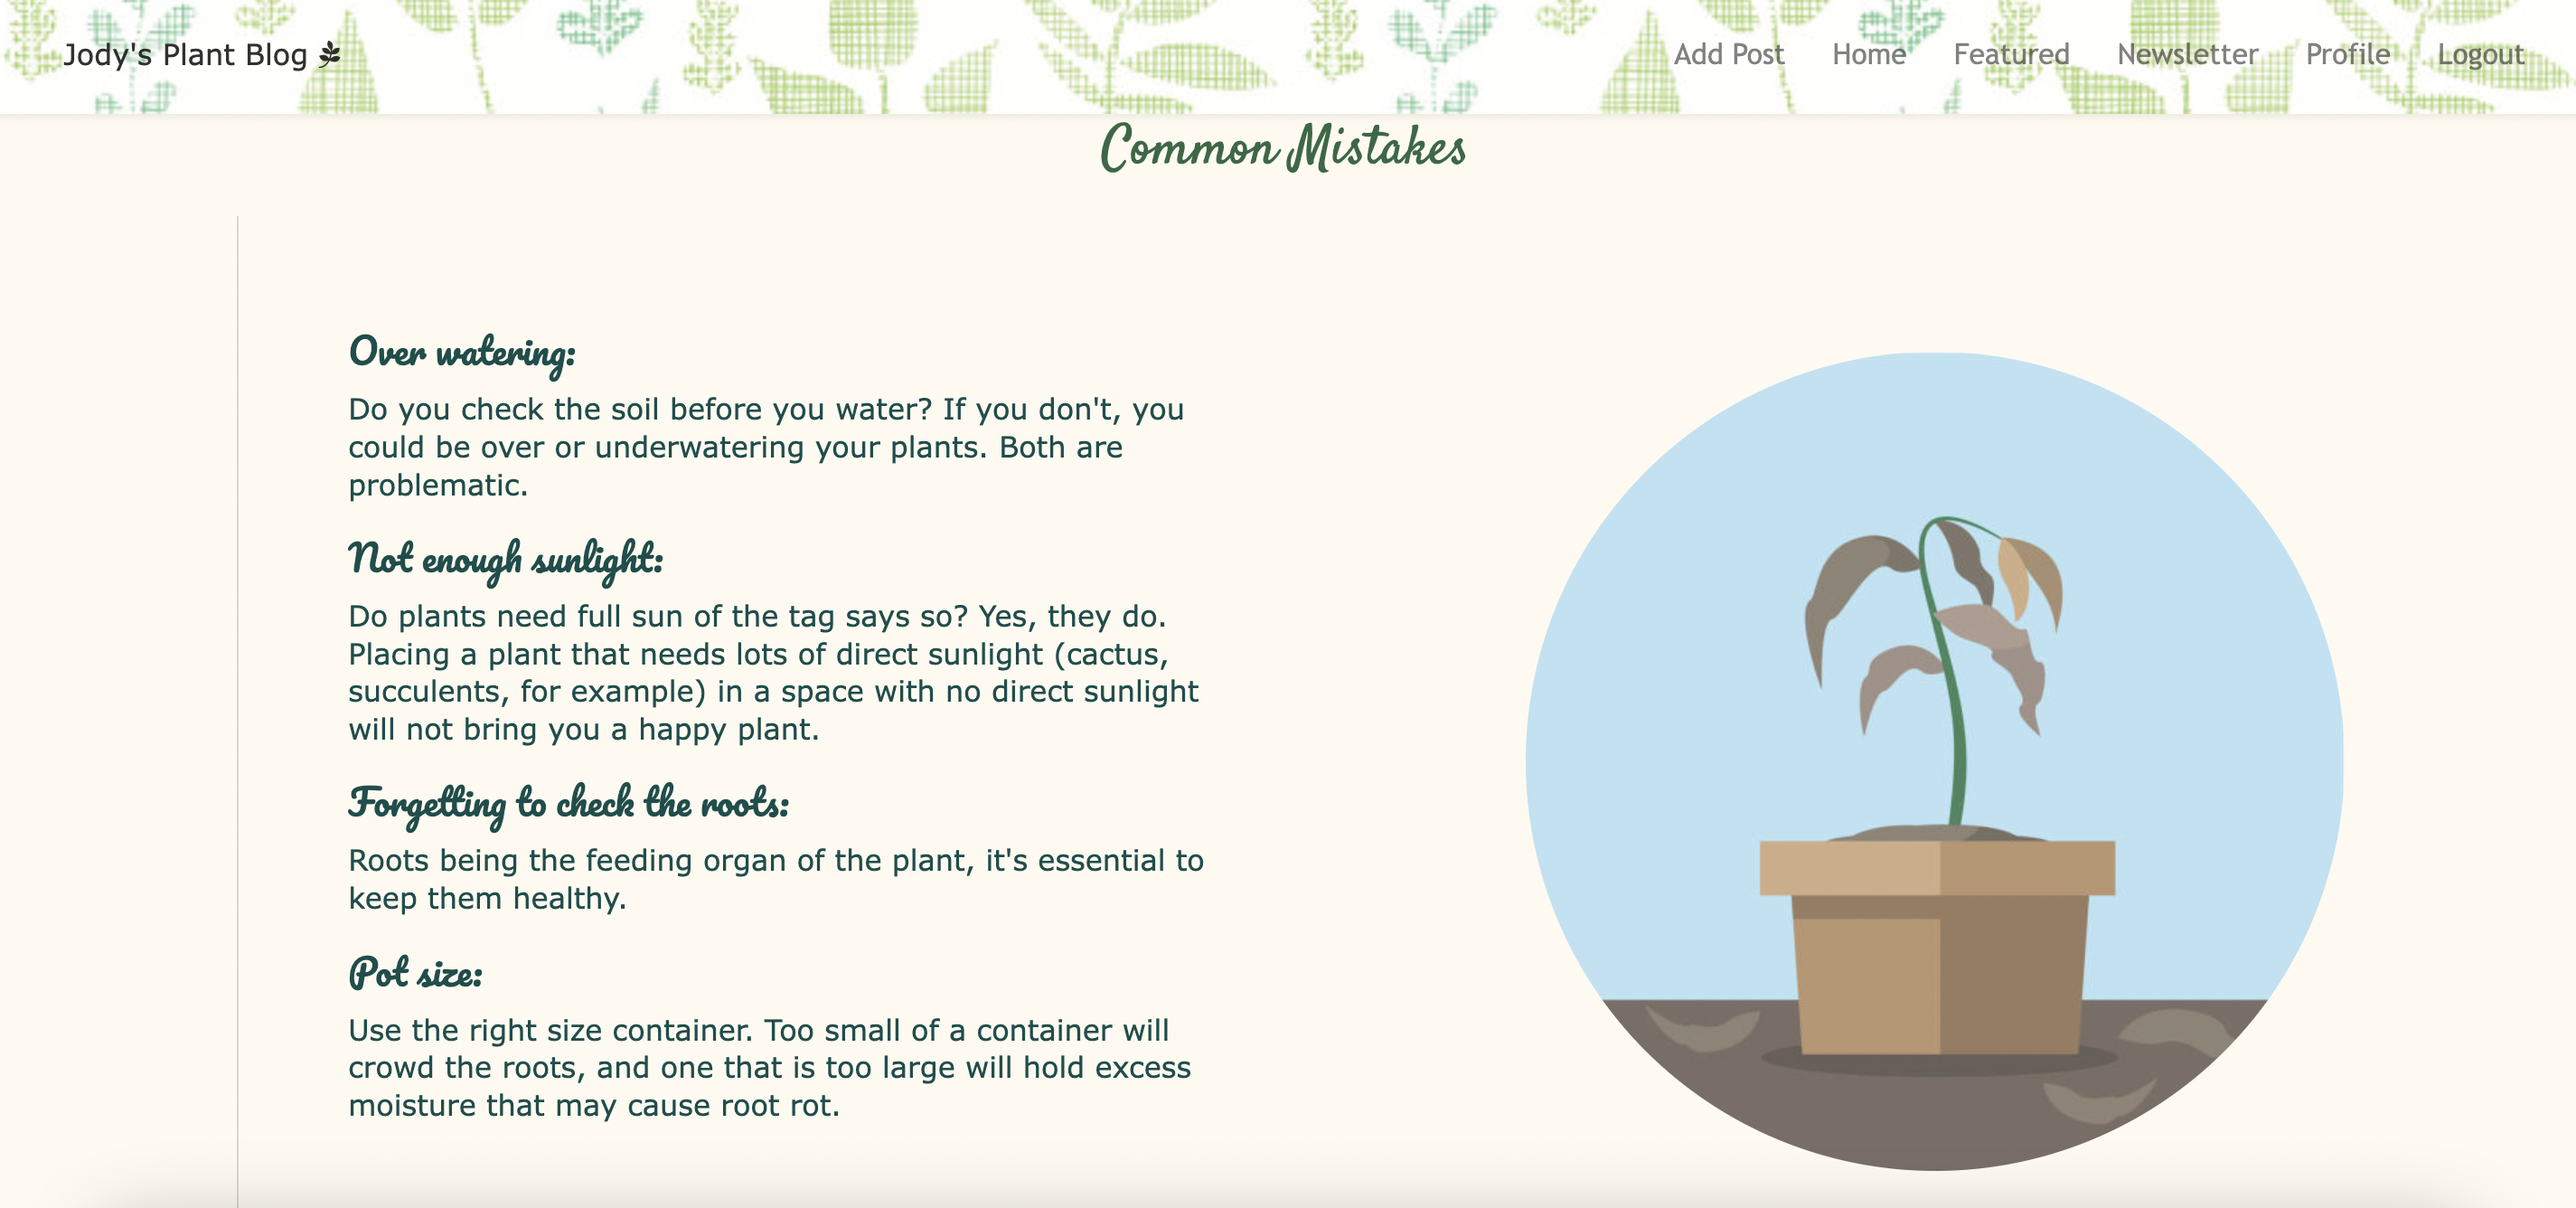 Jody's Plant Blog
Add Post Home Featured Newsletter Profile Logout
Common Mistakes
Over watering:
Do you check the soil before you water? If you don't, you
could be over or underwatering your plants. Both are
problematic.
Not enough sunlight:
Do plants need full sun of the tag says so? Yes, they do.
Placing a plant that needs lots of direct sunlight (cactus,
succulents, for example) in a space with no direct sunlight
will not bring you a happy plant.
Forgetting to check the roots:
Roots being the feeding organ of the plant, it's essential to
keep them healthy.
Pot size:
Use the right size container. Too small of a container will
crowd the roots, and one that is too large will hold excess
moisture that may cause root rot.